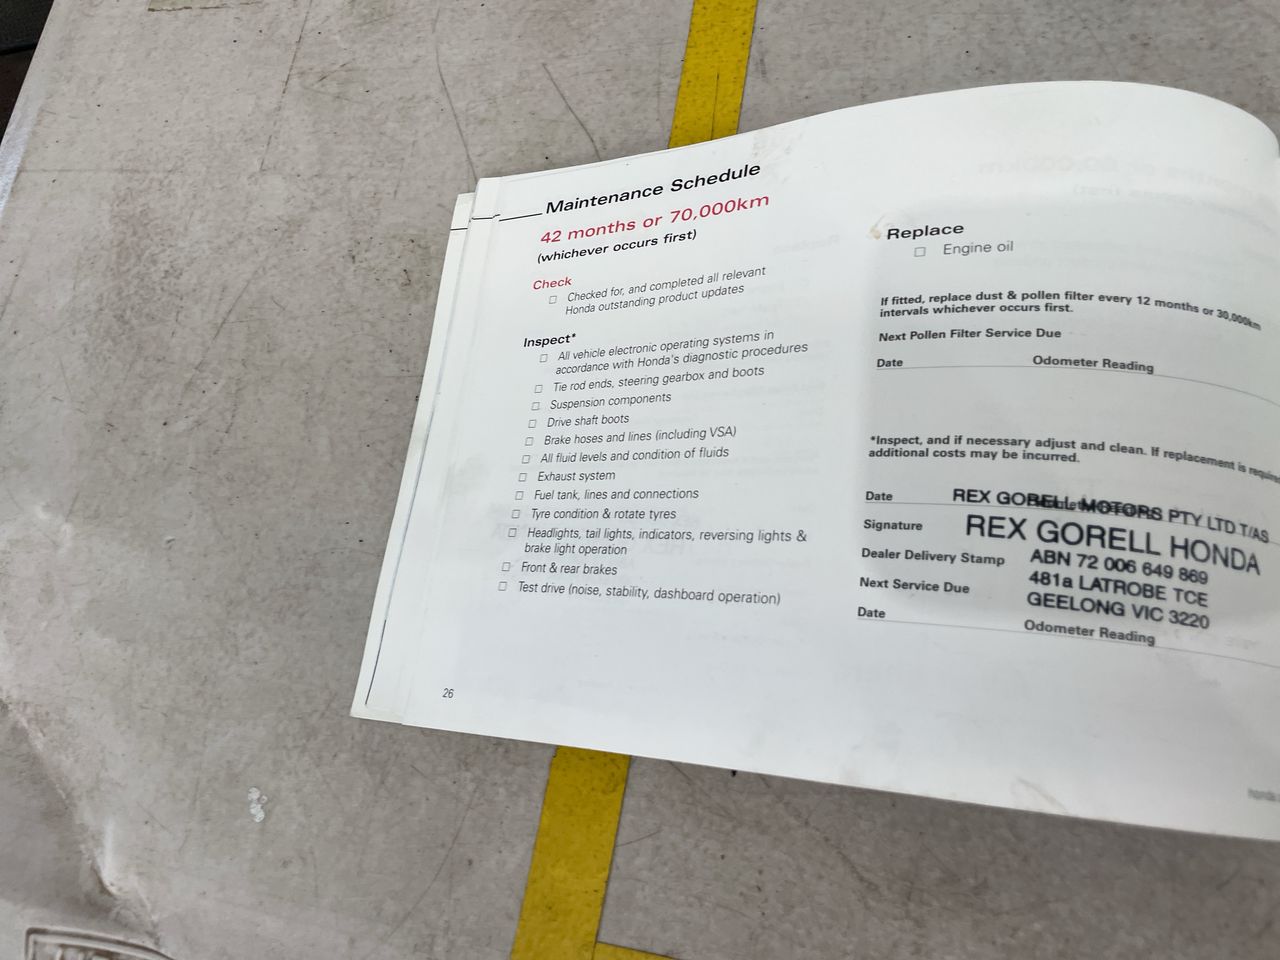 Maintenance Schedule
42 months or 70,000km
(whichever occurs first)
Check
Checked for, and completed all relevant
Honda outstanding product updates
Inspect*
All vehicle electronic operating systems in
accordance with Honda's diagnostic procedures
Tie rod ends, steering gearbox and boots
Suspension components
Drive shaft boots
Brake hoses and lines (including VSA)
All fluid levels and condition of fluids
Exhaust system
Fuel tank, lines and connections
Tyre condition & rotate tyres
Headlights, tail lights, indicators, reversing lights &
brake light operation
Front & rear brakes
Test drive (noise, stability, dashboard operation)
26
Replace
Engine oil
If fitted, replace dust & pollen filter every 12 months or 30,000km
intervals whichever occurs first.
Next Pollen Filter Service Due
Date Odometer Reading
*Inspect, and if necessary adjust and clean. If replacement is required
additional costs may be incurred.
Date
REX GORELL MOTORS PTY LTD T/AS
Signature
REX GORELL HONDA
Dealer Delivery Stamp
ABN 72 006 649 869
481a LATROBE TCE
Next Service Due
GEELONG VIC 3220
Date Odometer Reading